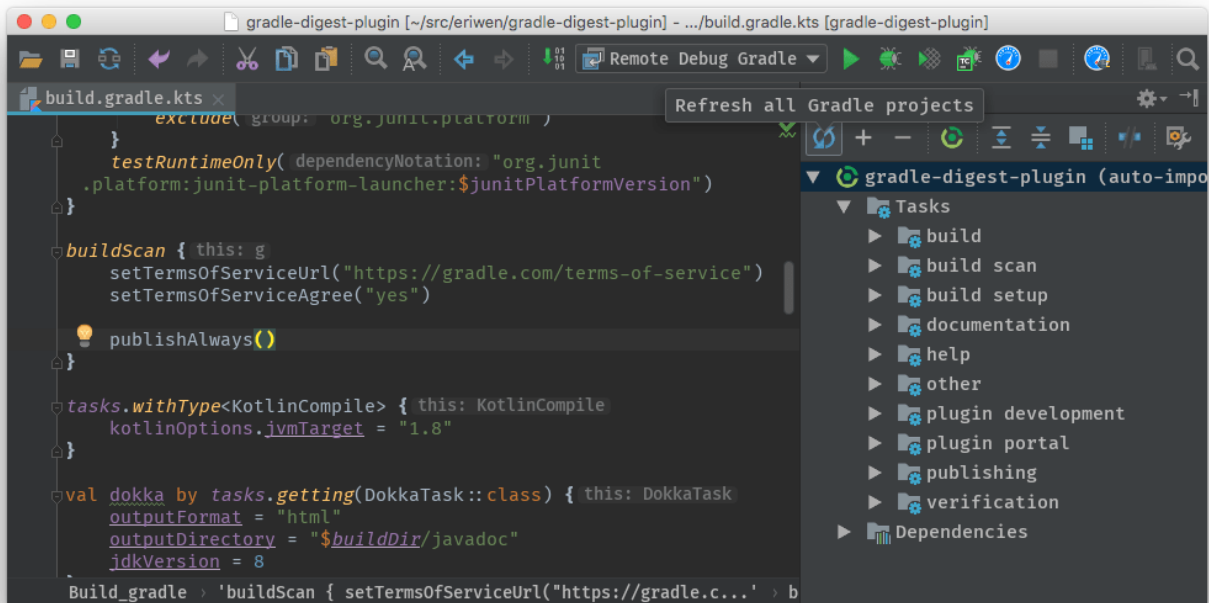 gradle-digest-plugin [~/src/eriwen/gradle-digest-plugin] - .../build.gradle.kts [gradle-digest-plugin]
Remote Debug Gradle
build.gradle.kts
Refresh all Gradle projects
exclude( group: "org.junit.platform")
}
testRuntimeOnly( dependencyNotation: "org.junit
.platform:junit-platform-launcher:$junitPlatformVersion")
}
buildScan { this: g
setTermsOfServiceUrl("https://gradle.com/terms-of-service")
setTermsOfServiceAgree("yes")
publishAlways()
}
tasks.withType<KotlinCompile> { this: KotlinCompile
kotlinOptions.jvmTarget = "1.8"
}
val dokka by tasks.getting(DokkaTask::class) { this: DokkaTask
outputFormat = "html"
outputDirectory = "$buildDir/javadoc"
jdkVersion = 8
Build_gradle › 'buildScan { setTermsOfServiceUrl("https://gradle.c...' › b
gradle-digest-plugin (auto-impo
Tasks
build
build scan
build setup
documentation
help
other
plugin development
plugin portal
publishing
verification
Dependencies